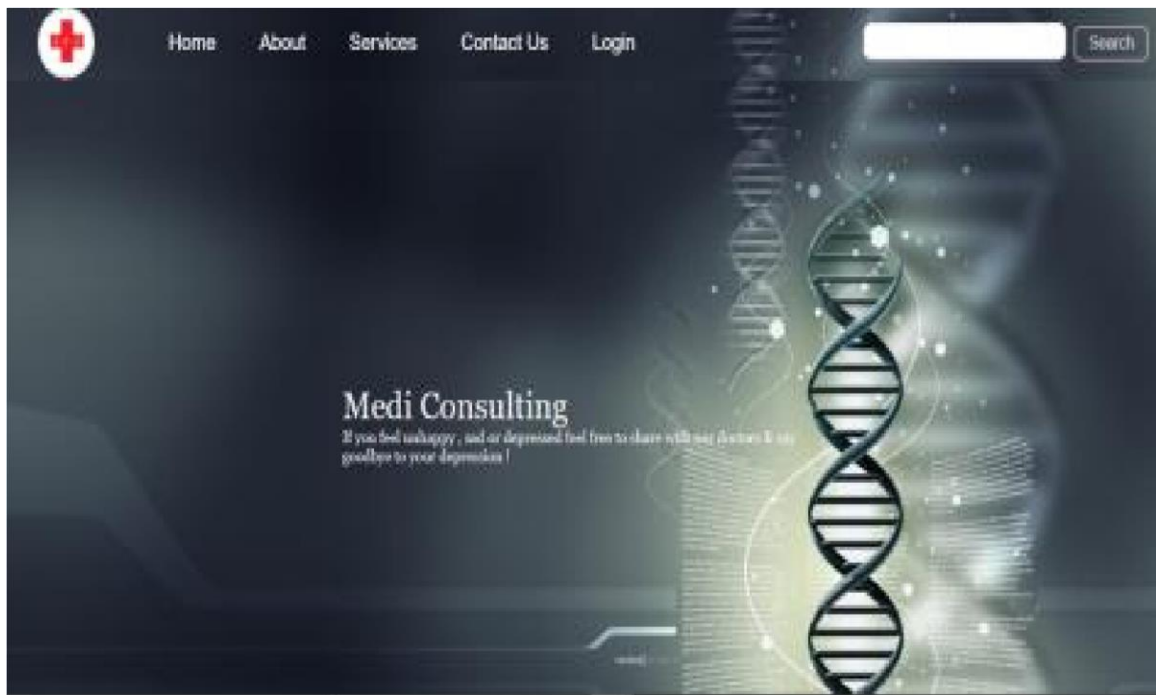 Home About Services Contact Us Login Search
Medi Consulting
If you feel unhappy , sad or depressed feel free to share with doctors & say
goodbye to your depression !